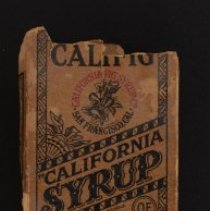 CALIFIG
CALIFORNIA FIG SYRUP CO.
SAN FRANCISCO, CAL.
CALIFORNIA
SYRUP
OF